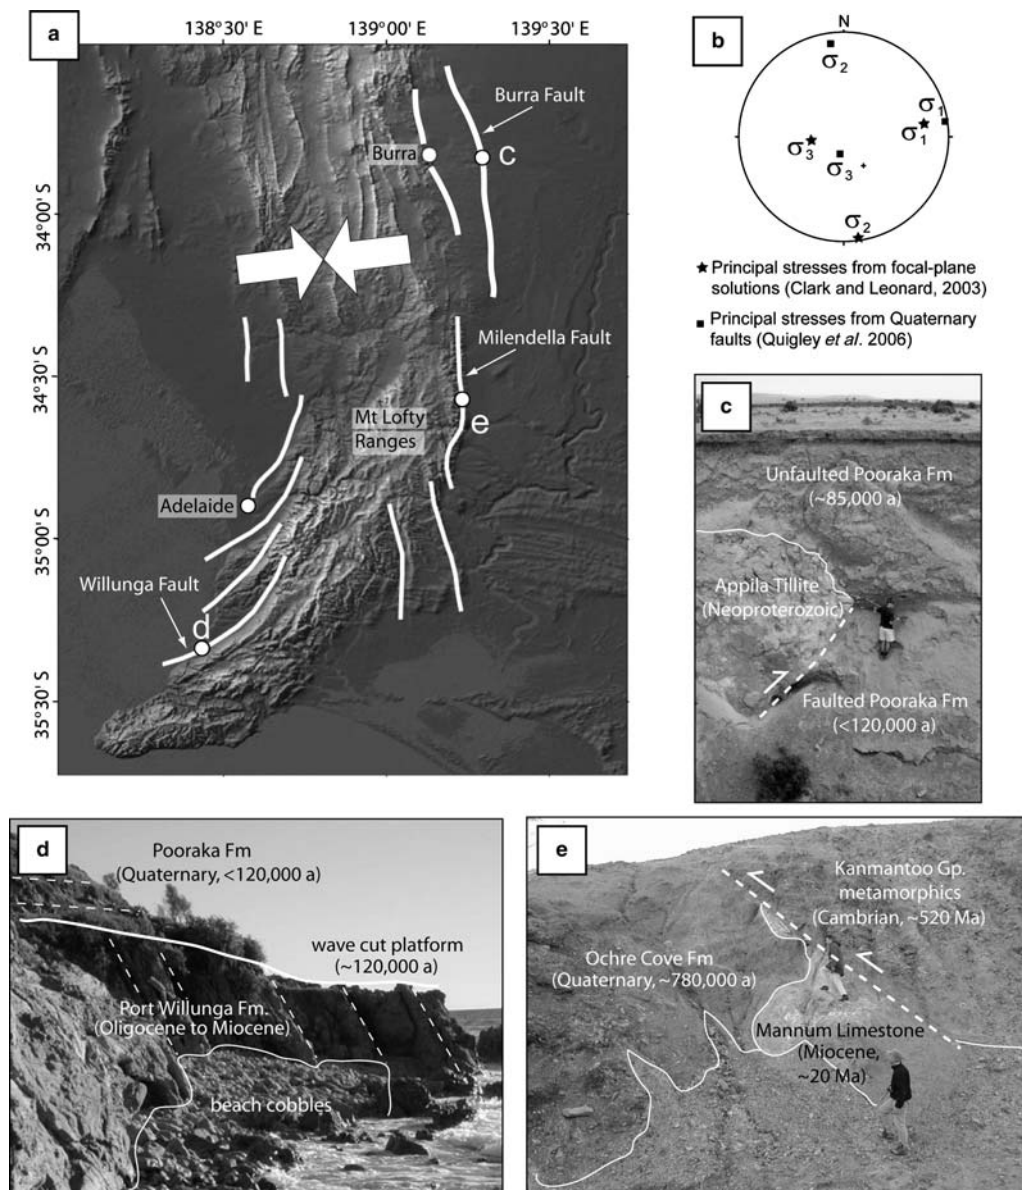 138°30' E
139°00' E
139°30' E
a
Burra Fault
Burra
c
34°00' S
Milendella Fault
34°30' S
Mt Lofty
Ranges
e
Adelaide
35°00' S
Willunga Fault
d
35°30' S
b
N
σ2
σ1
σ1
σ3
σ3
σ2
Principal stresses from focal-plane
solutions (Clark and Leonard, 2003)
Principal stresses from Quaternary
faults (Quigley et al. 2006)
c
Unfaulted Pooraka Fm
(~85,000 a)
Appila Tillite
(Neoproterozoic)
Faulted Pooraka Fm
(<120,000 a)
d
Pooraka Fm
(Quaternary, <120,000 a)
wave cut platform
(~120,000 a)
Port Willunga Fm.
(Oligocene to Miocene)
beach cobbles
e
Kanmantoo Gp.
metamorphics
(Cambrian, ~520 Ma)
Ochre Cove Fm
(Quaternary, ~780,000 a)
Mannum Limestone
(Miocene,
~20 Ma)